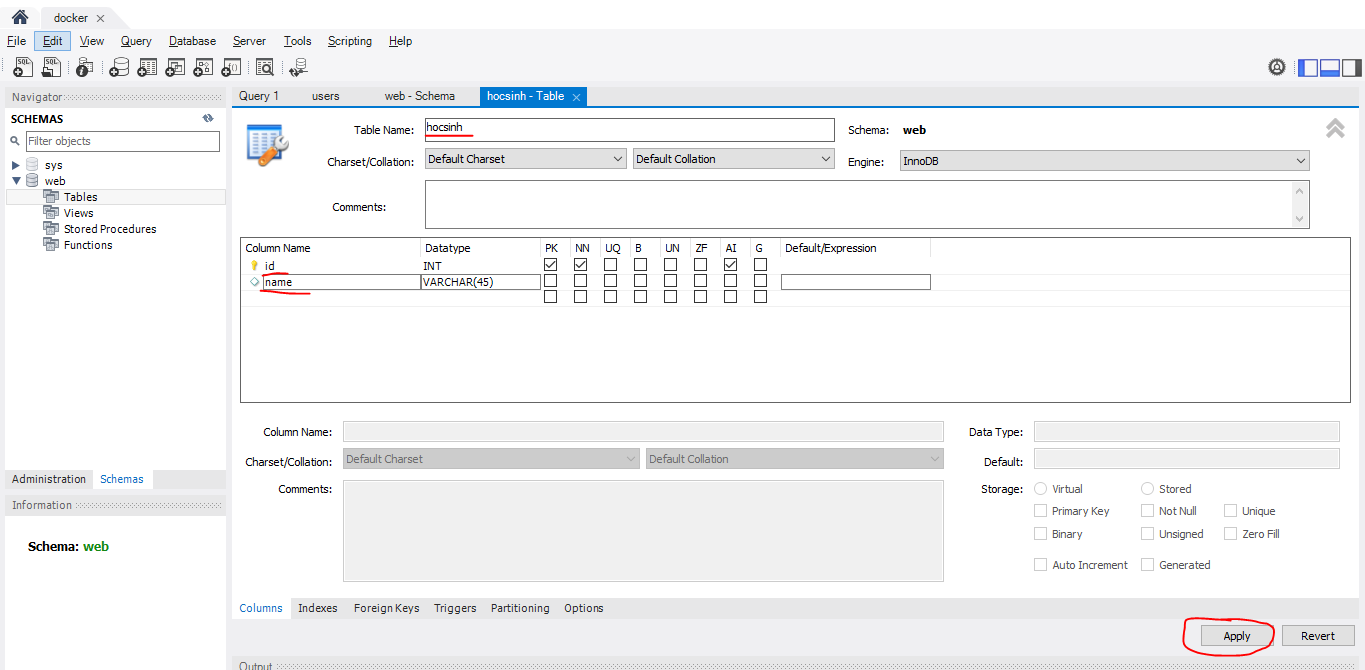 docker
File Edit View Query Database Server Tools Scripting Help
Navigator
SCHEMAS
Filter objects
sys
web
Tables
Views
Stored Procedures
Functions
Administration Schemas
Information
Schema: web
Query 1 users web - Schema hocsinh - Table
Table Name: hocsinh Schema: web
Charset/Collation: Default Charset Default Collation Engine: InnoDB
Comments:
Column Name Datatype PK NN UQ B UN ZF AI G Default/Expression
id INT
name VARCHAR(45)
Column Name: Data Type:
Charset/Collation: Default Charset Default Collation Default:
Comments: Storage: Virtual Stored
Primary Key Not Null Unique
Binary Unsigned Zero Fill
Auto Increment Generated
Columns Indexes Foreign Keys Triggers Partitioning Options
Apply Revert
Output